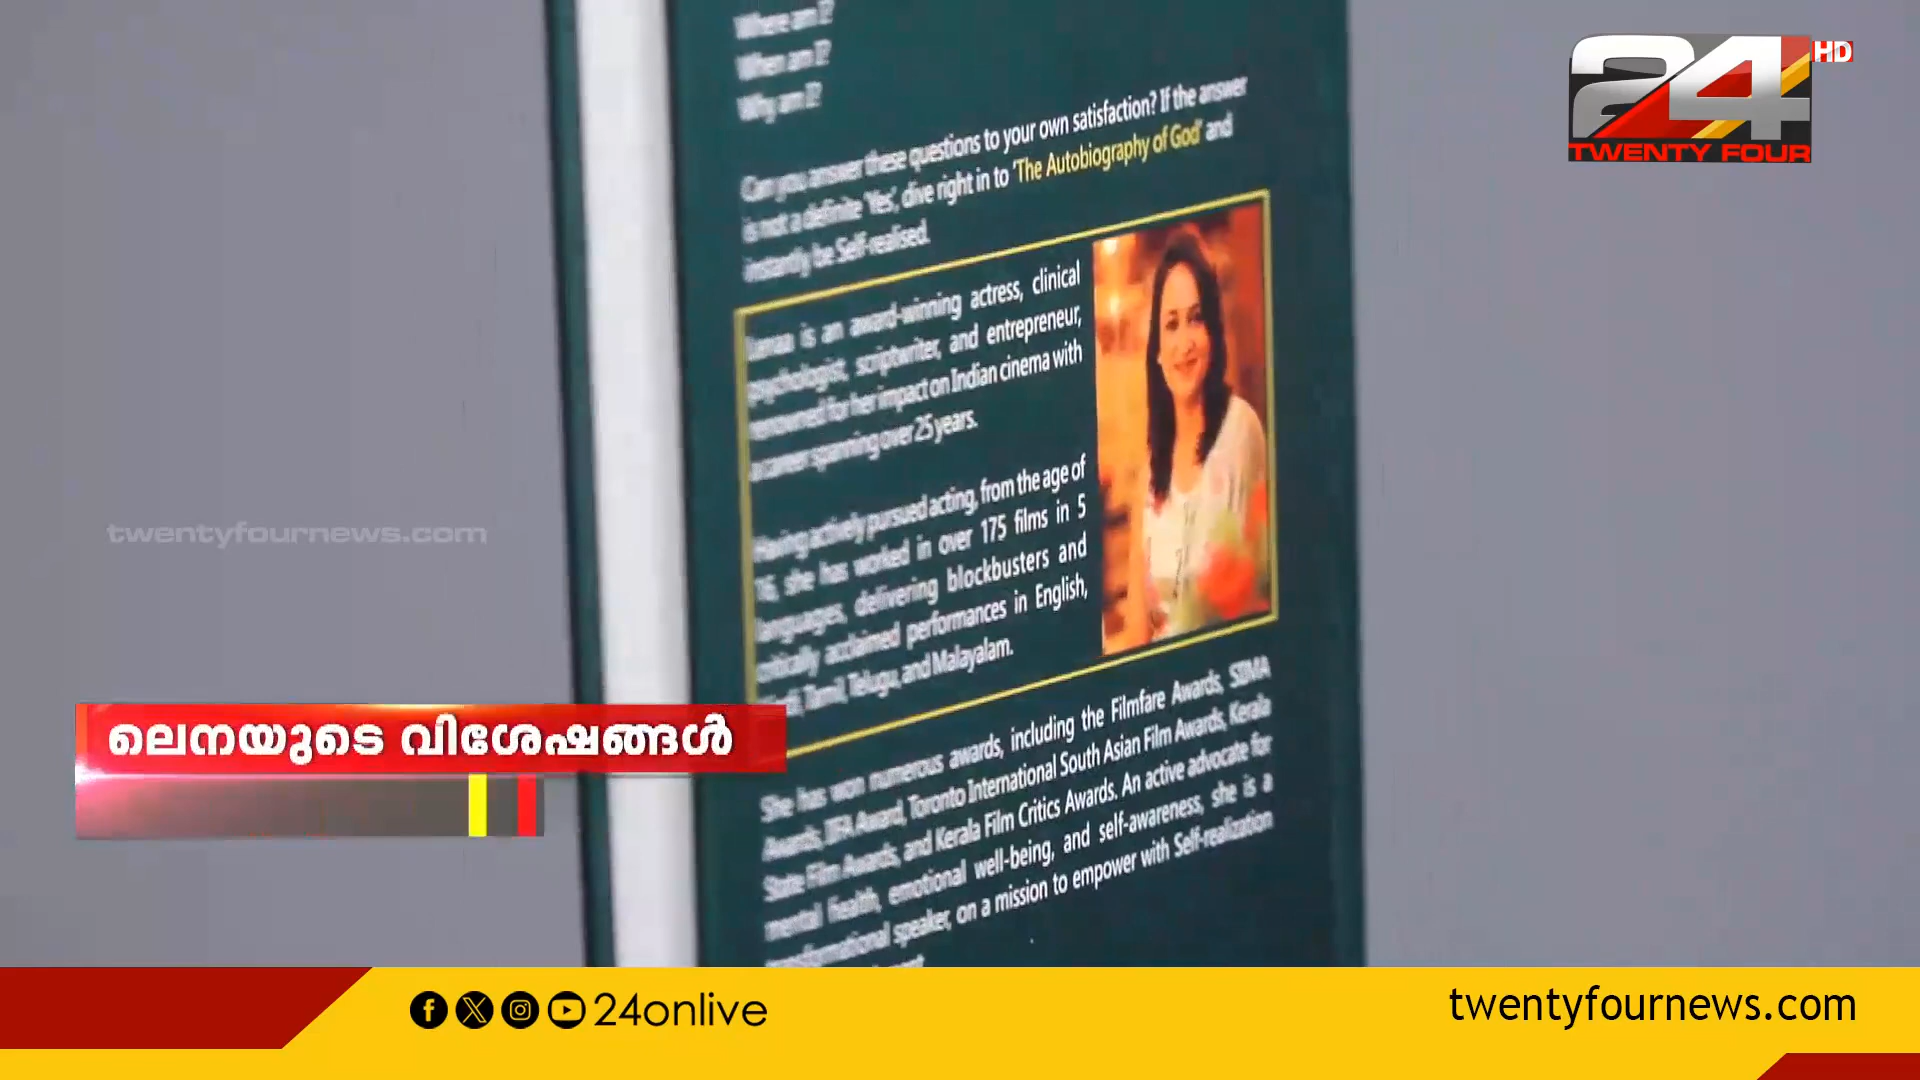 Where am I?
When am I?
Why am I?
Can you answer these questions to your own satisfaction? If the answer
is not a definite 'Yes', dive right in to 'The Autobiography of God' and
instantly be Self-realised.
Lenaa is an award-winning actress, clinical
psychologist, scriptwriter, and entrepreneur,
renowned for her impact on Indian cinema with
a career spanning over 25 years.
Having actively pursued acting, from the age of
16, she has worked in over 175 films in 5
languages, delivering blockbusters and
critically acclaimed performances in English,
Tamil, Telugu, and Malayalam.
She has won numerous awards, including the Filmfare Awards, SIIMA
Awards, IIFA Award, Toronto International South Asian Film Awards, Kerala
State Film Awards, and Kerala Film Critics Awards. An active advocate for
mental health, emotional well-being, and self-awareness, she is a
transformational speaker, on a mission to empower with Self-realization
24 HD
TWENTY FOUR
twentyfournews.com
ലെനയുടെ വിശേഷങ്ങൾ
24onlive
twentyfournews.com